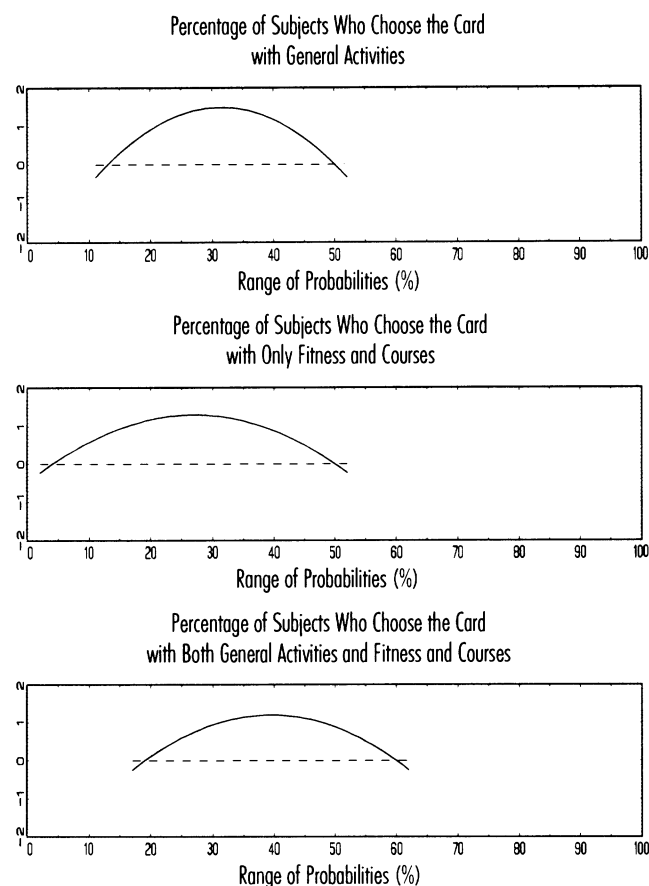 Percentage of Subjects Who Choose the Card
with General Activities
2
1
0
-1
-2
0 10 20 30 40 50 60 70 80 90 100
Range of Probabilities (%)
Percentage of Subjects Who Choose the Card
with Only Fitness and Courses
2
1
0
-1
-2
0 10 20 30 40 50 60 70 80 90 100
Range of Probabilities (%)
Percentage of Subjects Who Choose the Card
with Both General Activities and Fitness and Courses
2
1
0
-1
-2
0 10 20 30 40 50 60 70 80 90 100
Range of Probabilities (%)